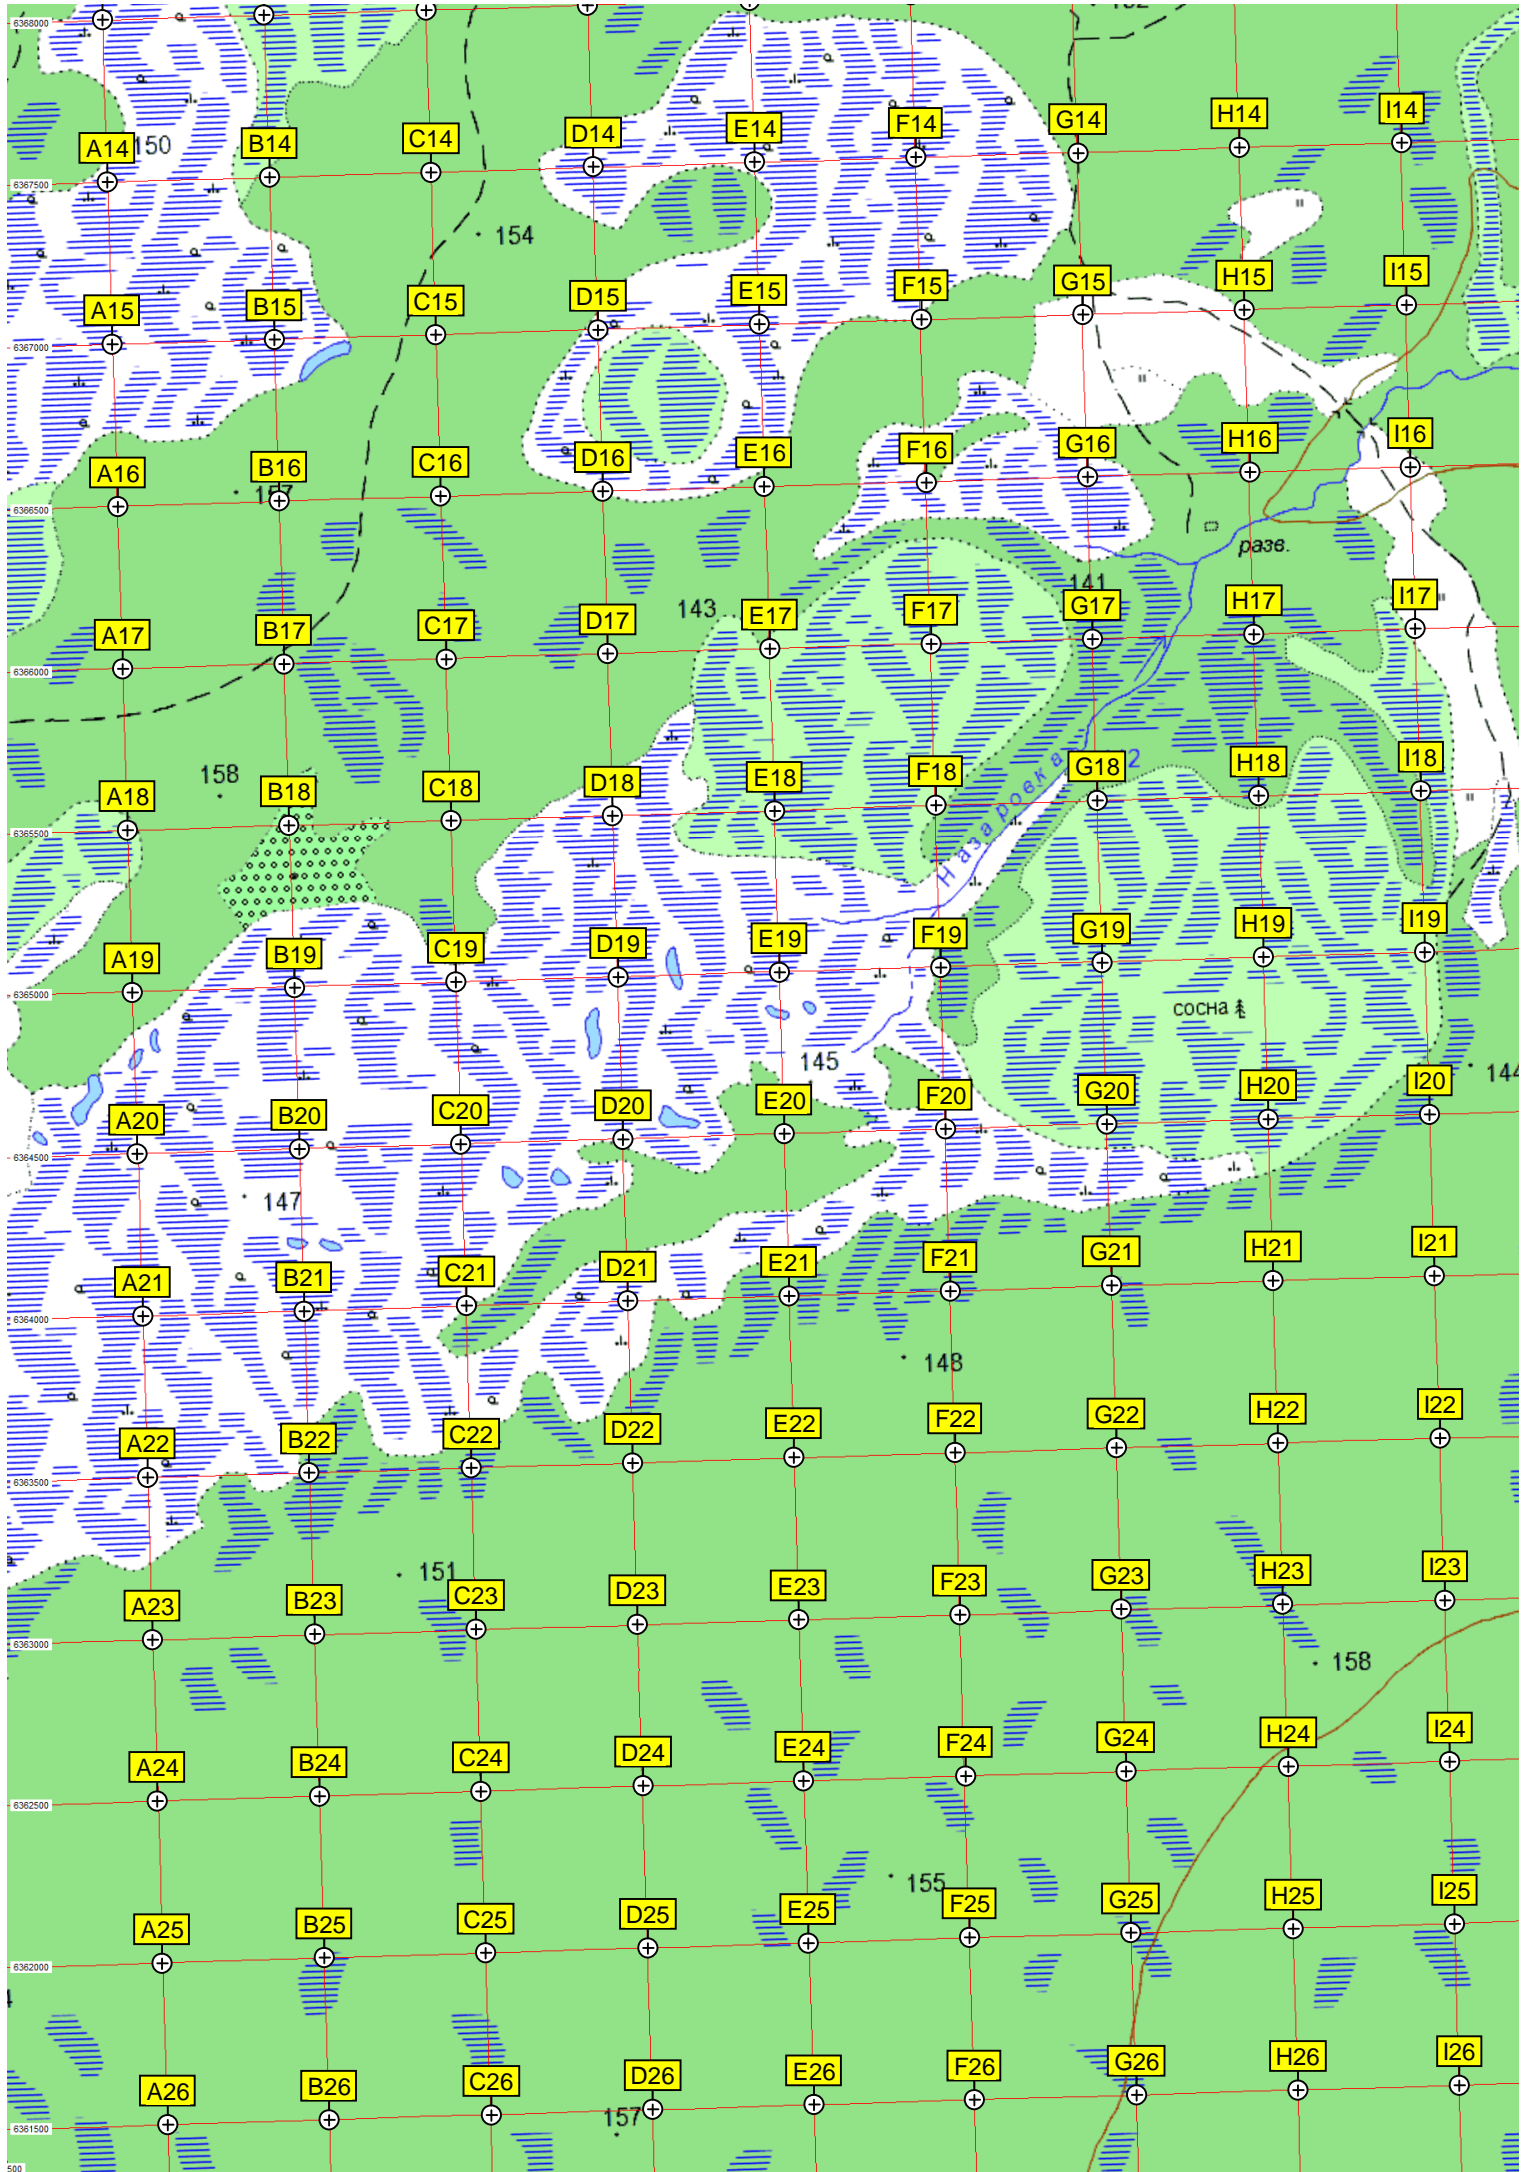 6368000
A14 B14 C14 D14 E14 F14 G14 H14 I14
150
6367500
154
A15 B15 C15 D15 E15 F15 G15 H15 I15
6367000
A16 B16 C16 D16 E16 F16 G16 H16 I16
157
6366500
разв.
141
143
A17 B17 C17 D17 E17 F17 G17 H17 I17
6366000
158
A18 B18 C18 D18 E18 F18 G18 H18 I18
2
Назаровка
6365500
A19 B19 C19 D19 E19 F19 G19 H19 I19
6365000
сосна
145
144
A20 B20 C20 D20 E20 F20 G20 H20 I20
6364500
147
A21 B21 C21 D21 E21 F21 G21 H21 I21
6364000
148
A22 B22 C22 D22 E22 F22 G22 H22 I22
6363500
151
A23 B23 C23 D23 E23 F23 G23 H23 I23
6363000
158
A24 B24 C24 D24 E24 F24 G24 H24 I24
6362500
155
A25 B25 C25 D25 E25 F25 G25 H25 I25
6362000
4
A26 B26 C26 D26 E26 F26 G26 H26 I26
157
6361500
500